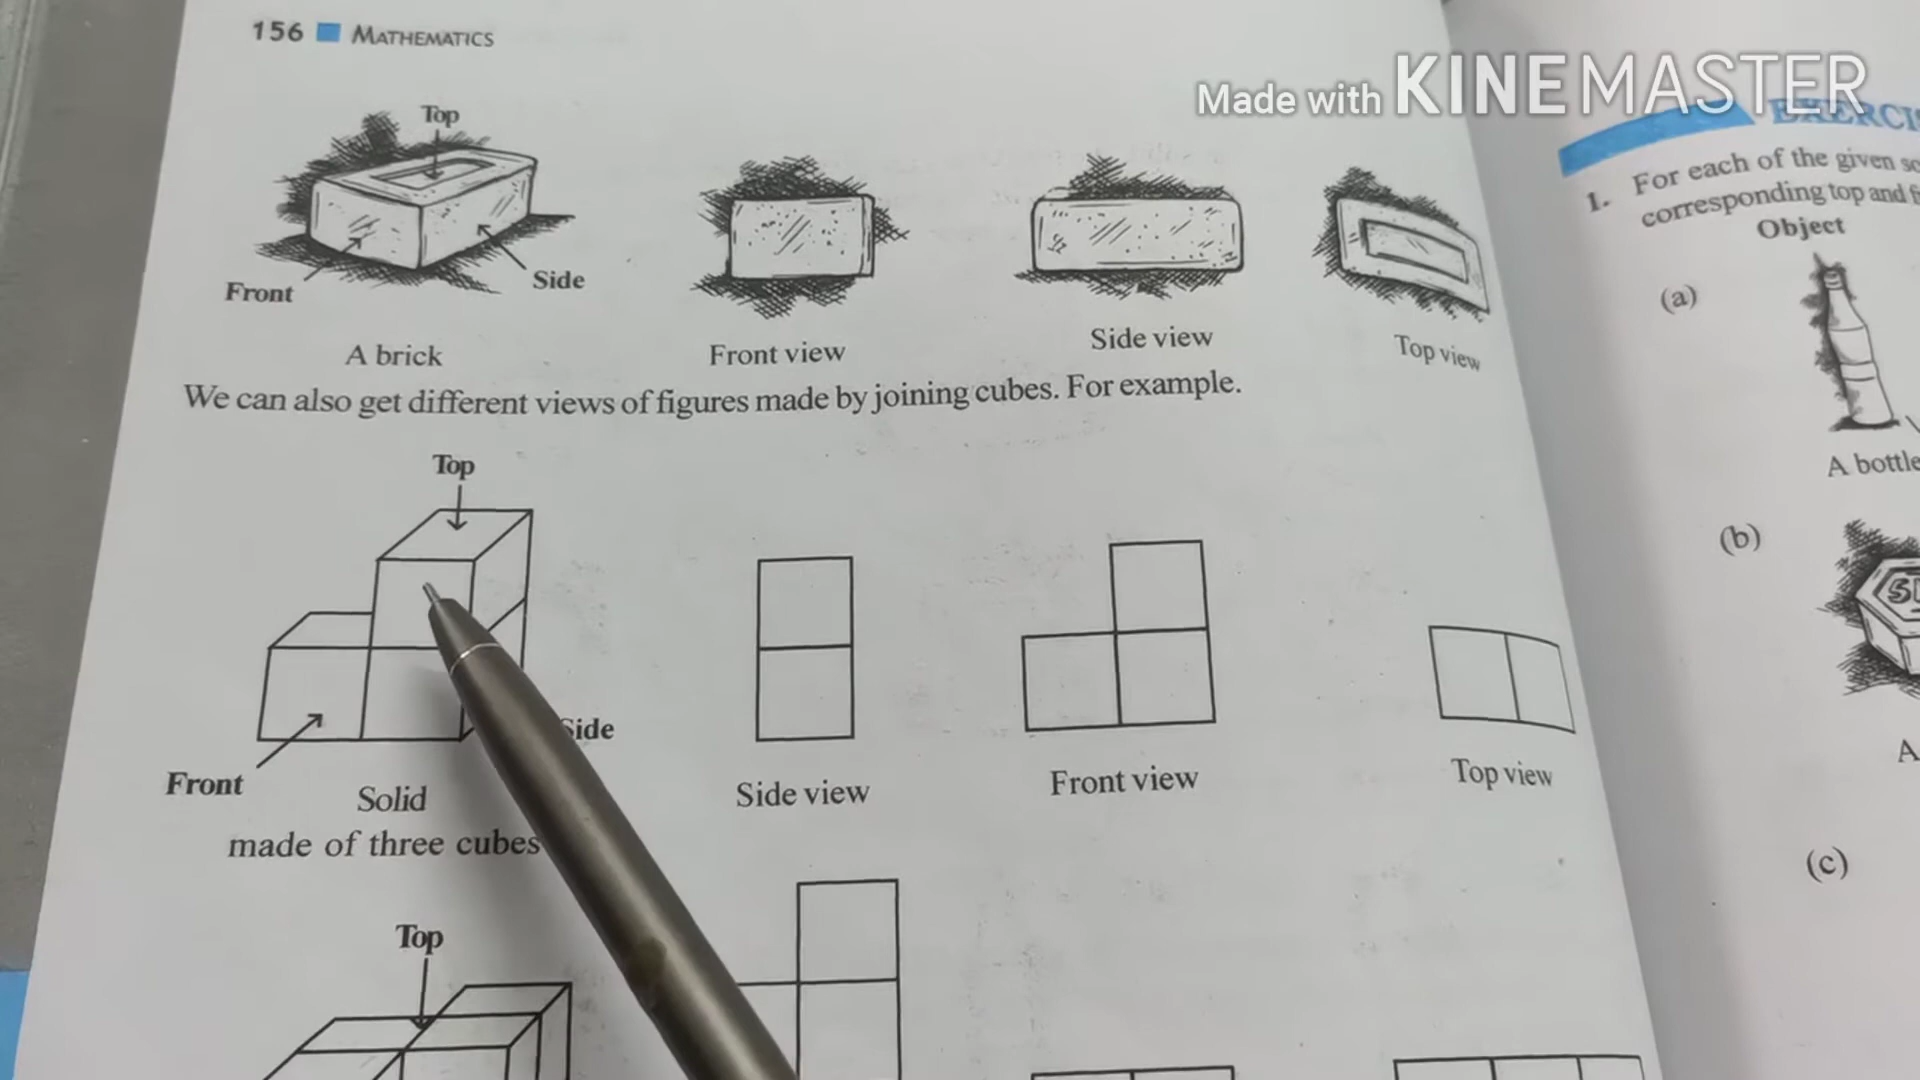 156 MATHEMATICS
Made with KINEMASTER
Top
Front
Side
A brick
Front view
Side view
Top view
We can also get different views of figures made by joining cubes. For example.
Top
Front
Side
Solid
made of three cubes
Side view
Front view
Top view
Top
1. For each of the given
corresponding top and
Object
(a)
A bottle
(b)
A
(c)